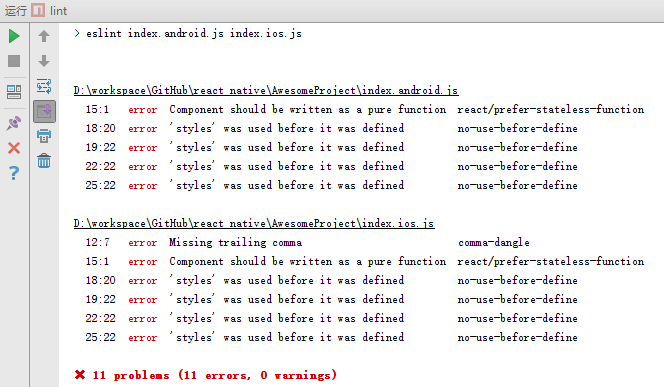 运行 lint
> eslint index.android.js index.ios.js
D:\workspace\GitHub\react native\AwesomeProject\index.android.js
15:1 error Component should be written as a pure function react/prefer-stateless-function
18:20 error 'styles' was used before it was defined no-use-before-define
19:22 error 'styles' was used before it was defined no-use-before-define
22:22 error 'styles' was used before it was defined no-use-before-define
25:22 error 'styles' was used before it was defined no-use-before-define
D:\workspace\GitHub\react native\AwesomeProject\index.ios.js
12:7 error Missing trailing comma comma-dangle
15:1 error Component should be written as a pure function react/prefer-stateless-function
18:20 error 'styles' was used before it was defined no-use-before-define
19:22 error 'styles' was used before it was defined no-use-before-define
22:22 error 'styles' was used before it was defined no-use-before-define
25:22 error 'styles' was used before it was defined no-use-before-define
✖ 11 problems (11 errors, 0 warnings)